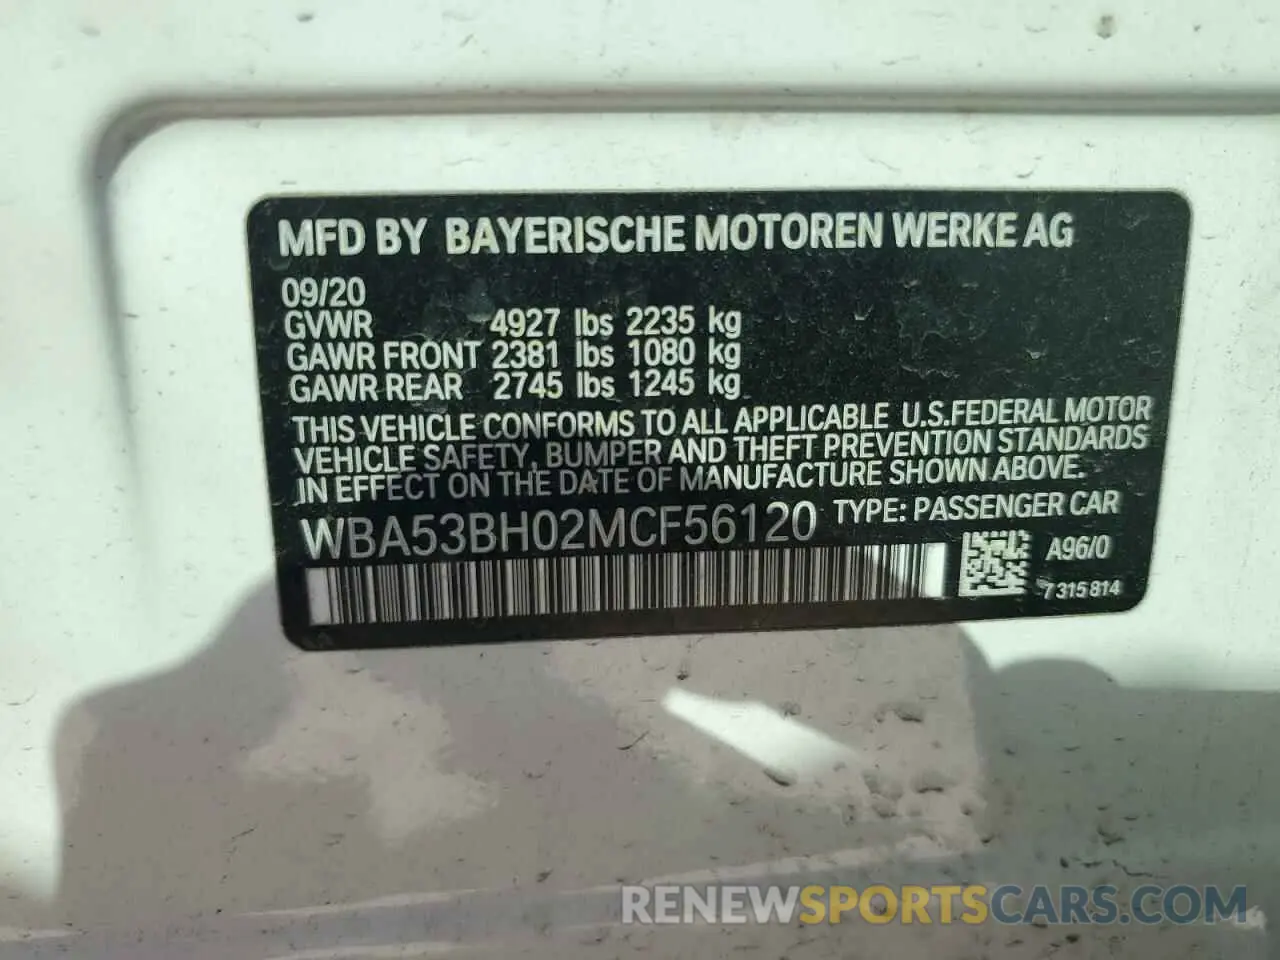 MFD BY BAYERISCHE MOTOREN WERKE AG
09/20
GVWR 4927 lbs 2235 kg
GAWR FRONT 2381 lbs 1080 kg
GAWR REAR 2745 lbs 1245 kg
THIS VEHICLE CONFORMS TO ALL APPLICABLE U.S.FEDERAL MOTOR
VEHICLE SAFETY, BUMPER AND THEFT PREVENTION STANDARDS
IN EFFECT ON THE DATE OF MANUFACTURE SHOWN ABOVE.
WBA53BH02MCF56120 TYPE: PASSENGER CAR
A96/0
7 315 814
RENEWSPORTSCARS.COM